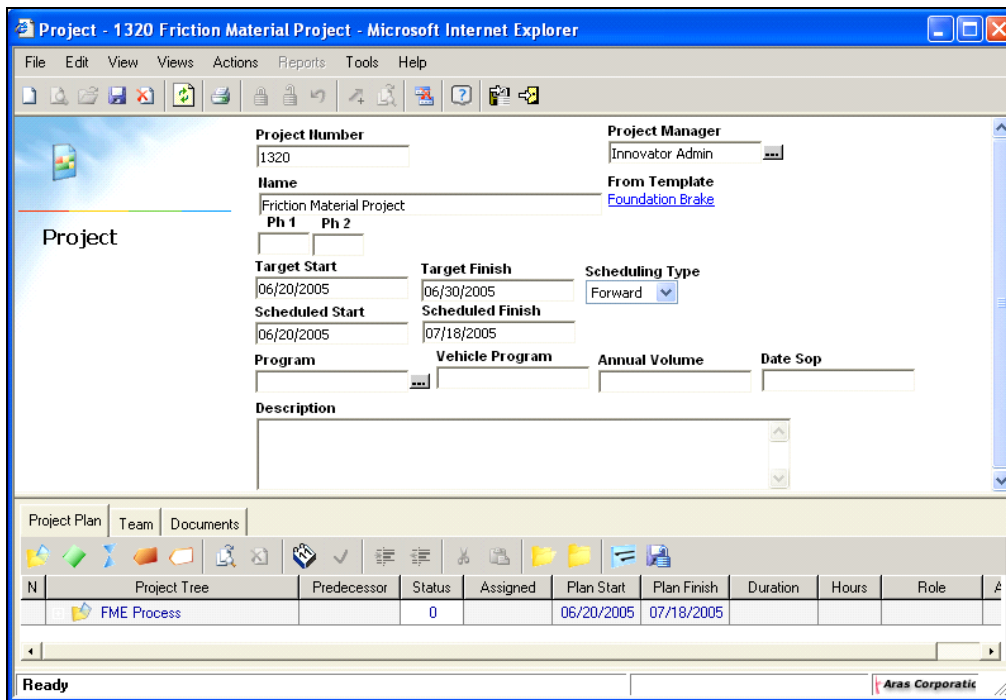 Project - 1320 Friction Material Project - Microsoft Internet Explorer
File Edit View Views Actions Reports Tools Help
Project Number
1320
Project Manager
Innovator Admin ...
Name
Friction Material Project
From Template
Foundation Brake
Project
Ph 1 Ph 2
Target Start
06/20/2005
Target Finish
06/30/2005
Scheduling Type
Forward
Scheduled Start
06/20/2005
Scheduled Finish
07/18/2005
Program ...
Vehicle Program
Annual Volume
Date Sop
Description
Project Plan Team Documents
N Project Tree Predecessor Status Assigned Plan Start Plan Finish Duration Hours Role A
FME Process 0 06/20/2005 07/18/2005
Ready Aras Corporatic